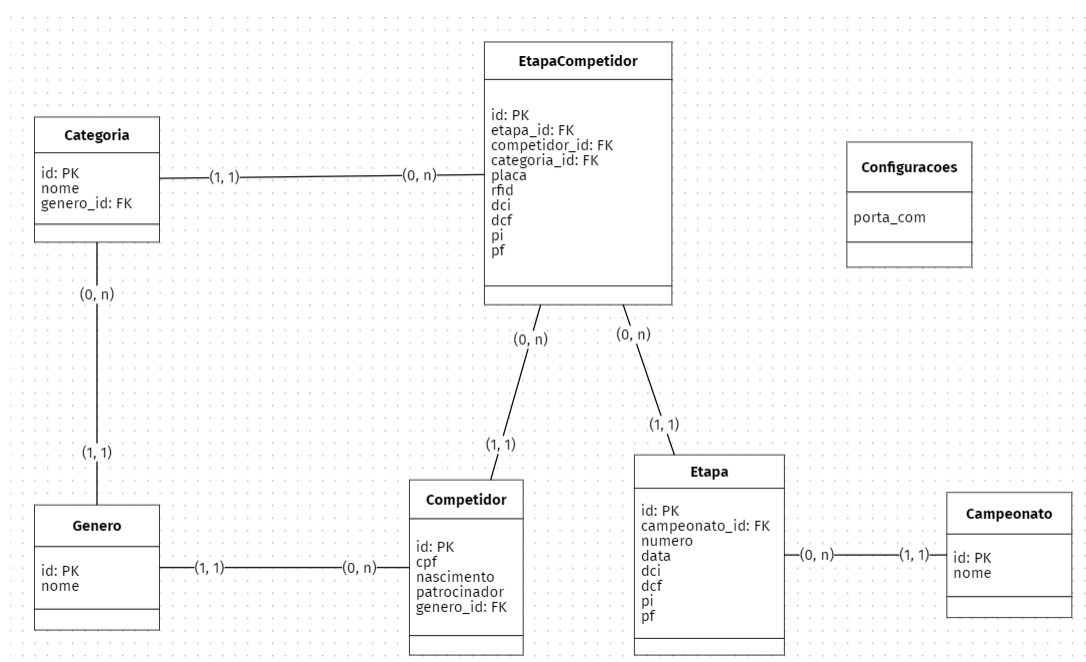 EtapaCompetidor
id: PK
etapa_id: FK
competidor_id: FK
categoria_id: FK
placa
rfid
dci
dcf
pi
pf
Categoria
id: PK
nome
genero_id: FK
(1, 1)
(0, n)
Configuracoes
porta_com
(0, n)
(1, 1)
(0, n)
(1, 1)
(0, n)
(1, 1)
Genero
id: PK
nome
(1, 1)
(0, n)
Competidor
id: PK
cpf
nascimento
patrocinador
genero_id: FK
Etapa
id: PK
campeonato_id: FK
numero
data
dci
dcf
pi
pf
(0, n)
(1, 1)
Campeonato
id: PK
nome